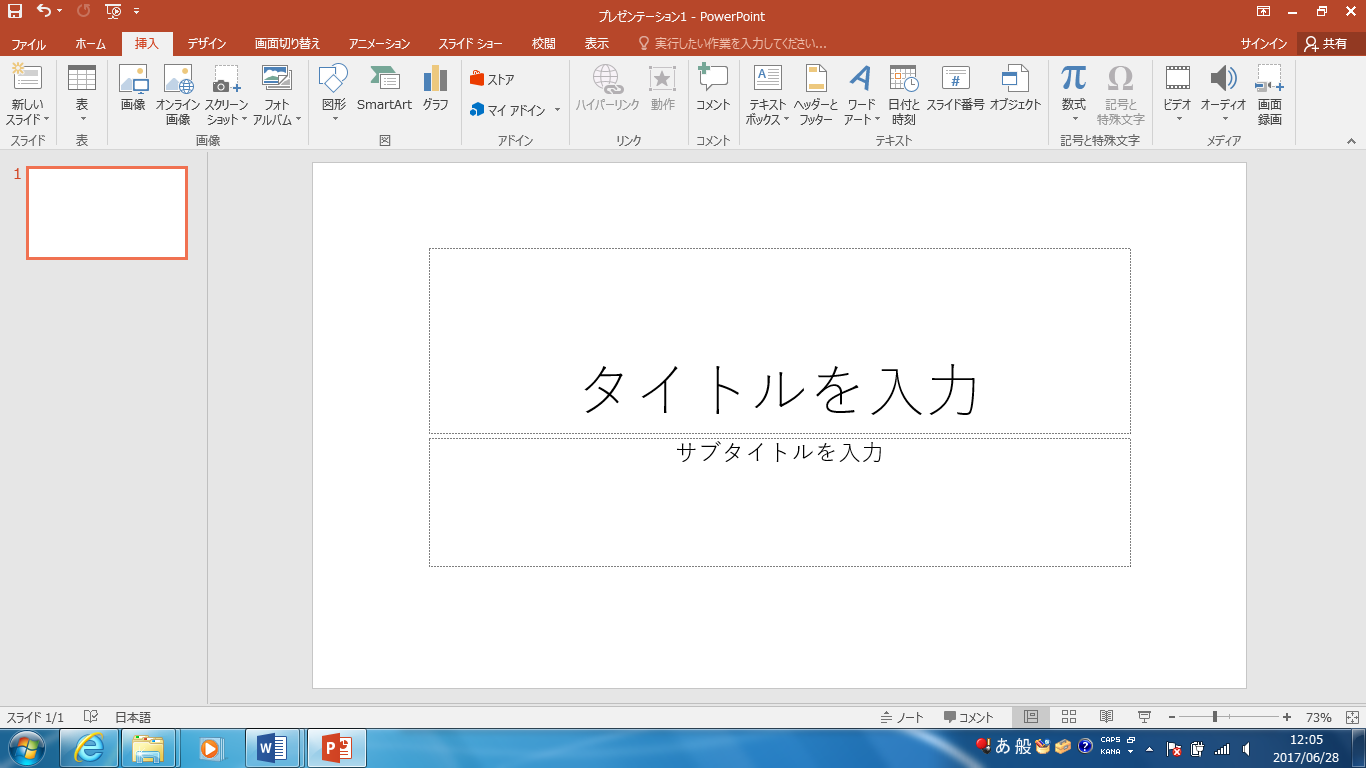 プレゼンテーション1 - PowerPoint
ファイル ホーム 挿入 デザイン 画面切り替え アニメーション スライド ショー 校閲 表示 実行したい作業を入力してください... サインイン 共有
新しい
スライド
スライド
表
表
画像
オンライン
画像
スクリーン
ショット
フォト
アルバム
画像
図形
SmartArt
グラフ
図
ストア
マイ アドイン
アドイン
ハイパーリンク
動作
リンク
コメント
コメント
テキスト
ボックス
ヘッダーと
フッター
ワード
アート
日付と
時刻
スライド番号
オブジェクト
テキスト
数式
記号と
特殊文字
記号と特殊文字
ビデオ
オーディオ
画面
録画
メディア
1
タイトルを入力
サブタイトルを入力
スライド 1/1 日本語 ノート コメント 73%
あ 般 CAPS
KANA
12:05
2017/06/28